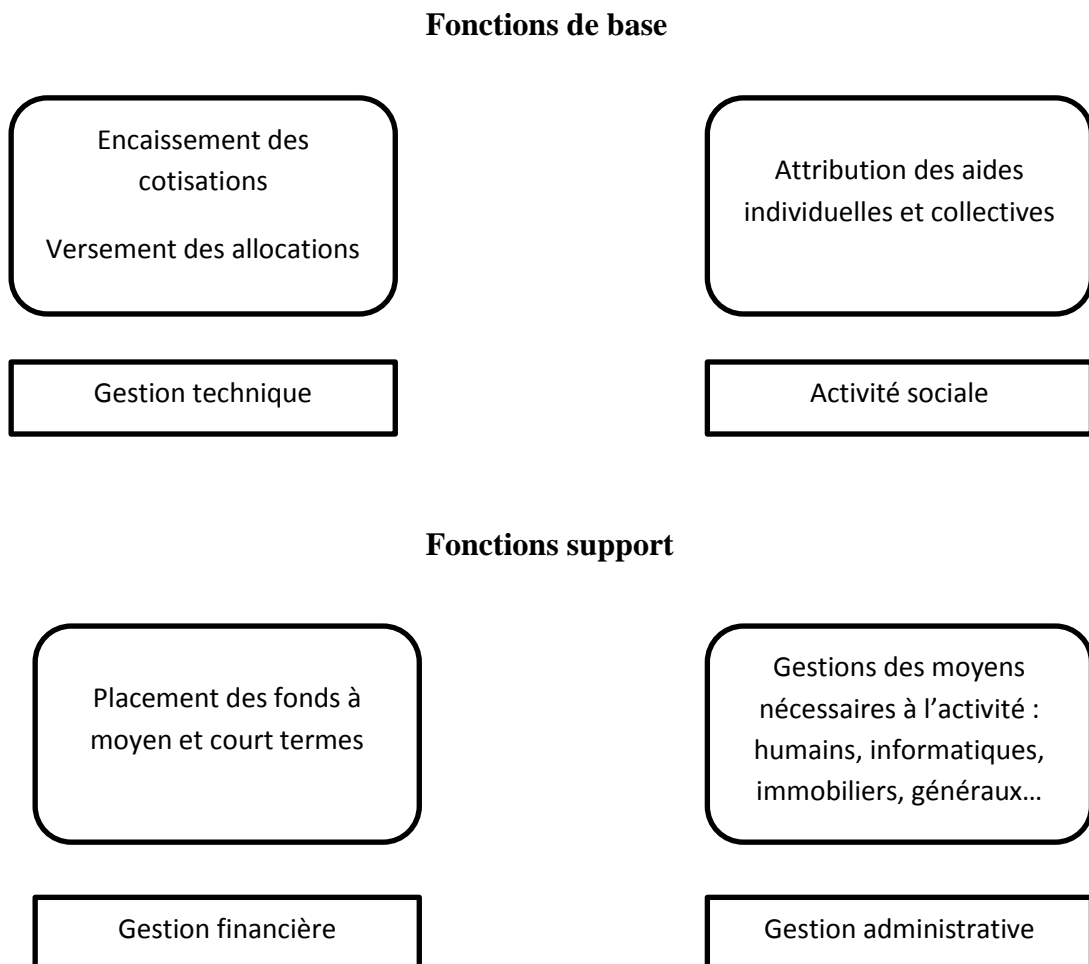 Fonctions de base
Encaissement des
cotisations
Versement des allocations
Attribution des aides
individuelles et collectives
Gestion technique
Activité sociale
Fonctions support
Placement des fonds à
moyen et court termes
Gestions des moyens
nécessaires à l’activité :
humains, informatiques,
immobiliers, généraux…
Gestion financière
Gestion administrative